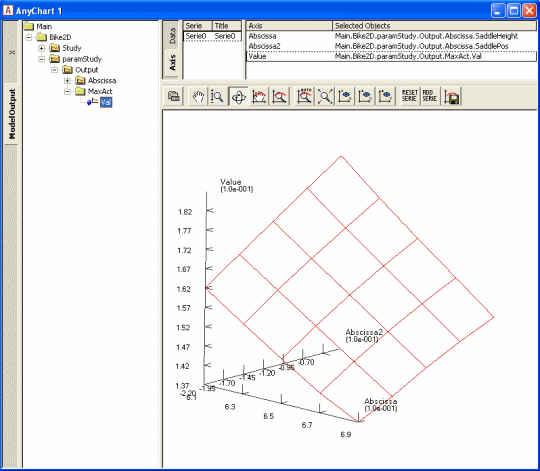 AnyChart 1
ModelOutput
Main
Bike2D
Study
paramStudy
Output
Abscissa
MaxAct
Val
Data
Axis
Serie Title
Serie0 Serie0
Axis Selected Objects
Abscissa Main.Bike2D.paramStudy.Output.Abscissa.SaddleHeight
Abscissa2 Main.Bike2D.paramStudy.Output.Abscissa.SaddlePos
Value Main.Bike2D.paramStudy.Output.MaxAct.Val
AUTO
RESET SERIE
ADD SERIE
Value
(1.0e-001)
1.82
1.77
1.72
1.67
1.62
1.57
1.52
1.47
1.42
1.37
Abscissa2
(1.0e-001)
-2.20
-1.95
-1.70
-1.45
-1.20
-0.95
-0.70
Abscissa
(1.0e-001)
6.1
6.3
6.5
6.7
6.9